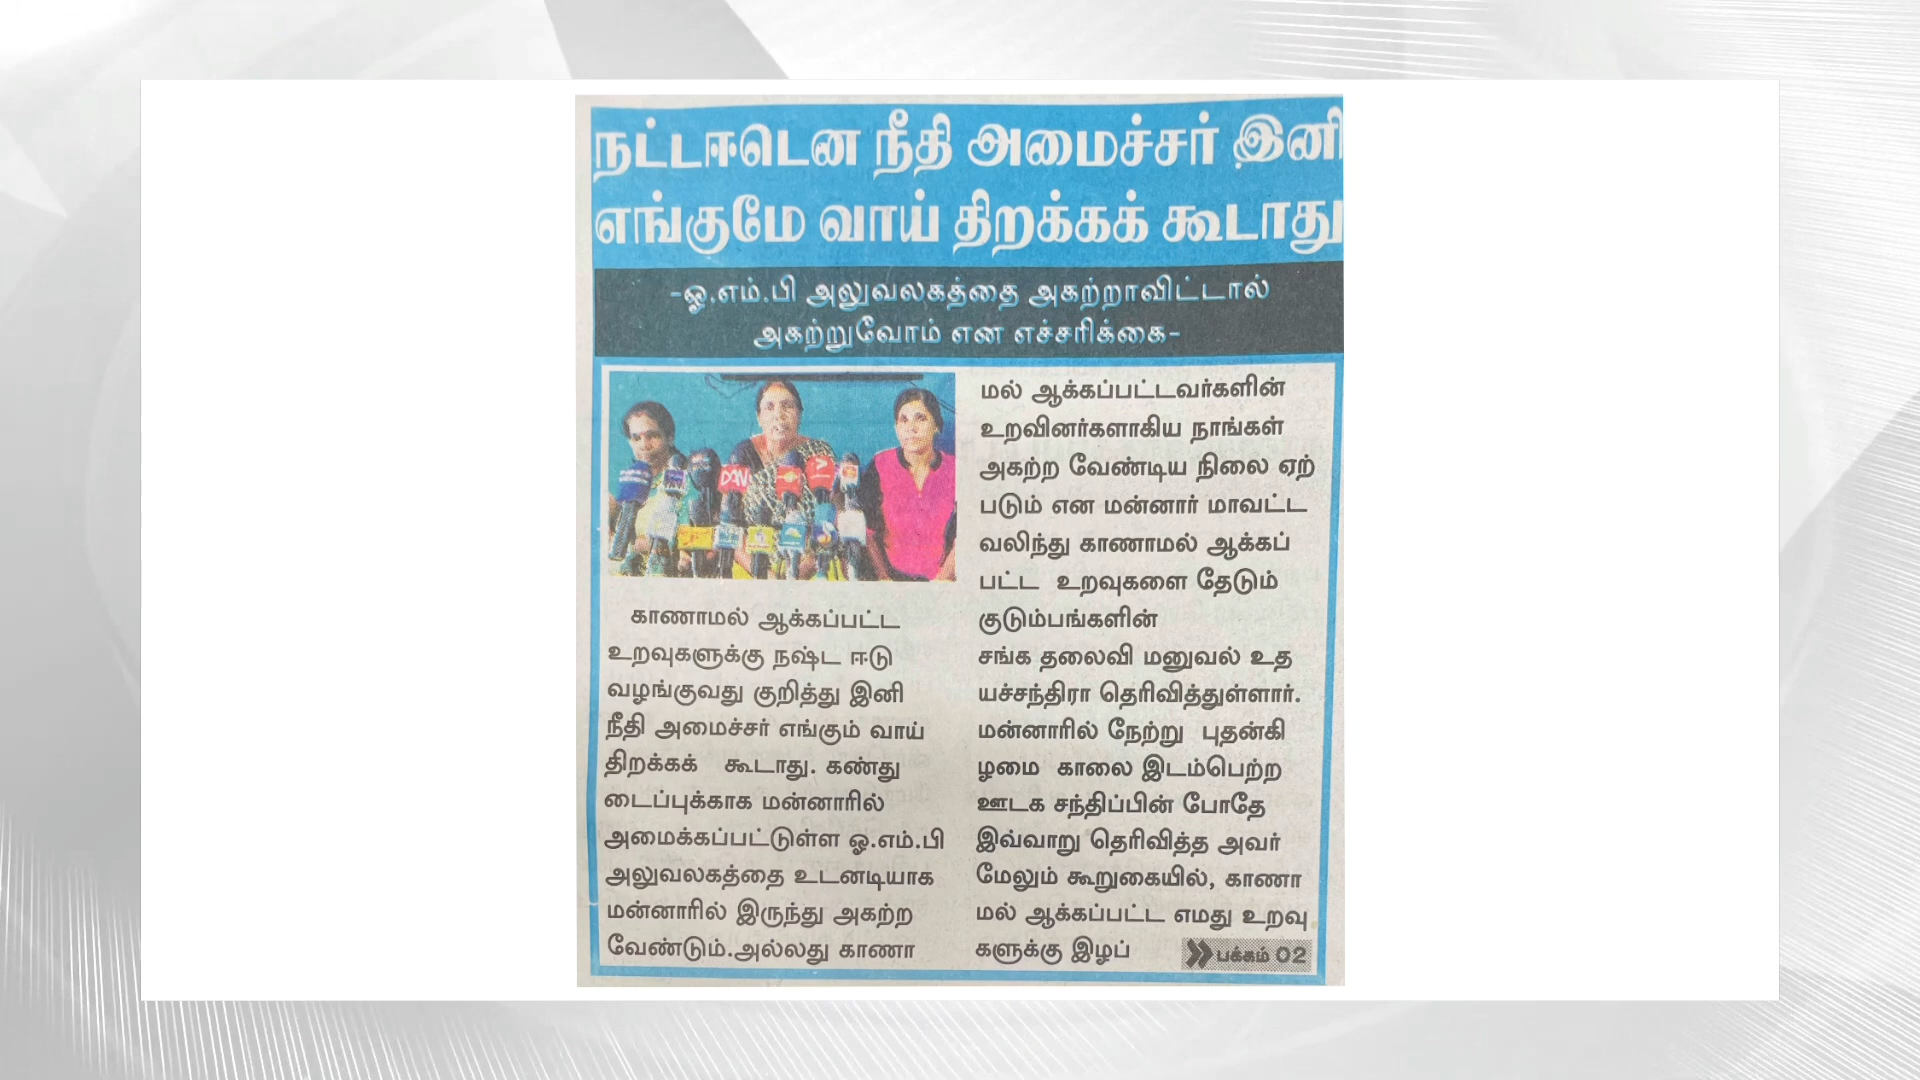 நட்டஈடென நீதி அமைச்சர் இனி
எங்குமே வாய் திறக்கக் கூடாது
-ஓ.எம்.பி அலுவலகத்தை அகற்றாவிட்டால்
அகற்றுவோம் என எச்சரிக்கை-
DAN
காணாமல் ஆக்கப்பட்ட
உறவுகளுக்கு நஷ்ட ஈடு
வழங்குவது குறித்து இனி
நீதி அமைச்சர் எங்கும் வாய்
திறக்கக் கூடாது. கண்து
டைப்புக்காக மன்னாரில்
அமைக்கப்பட்டுள்ள ஓ.எம்.பி
அலுவலகத்தை உடனடியாக
மன்னாரில் இருந்து அகற்ற
வேண்டும்.அல்லது காணா
மல் ஆக்கப்பட்டவர்களின்
உறவினர்களாகிய நாங்கள்
அகற்ற வேண்டிய நிலை ஏற்
படும் என மன்னார் மாவட்ட
வலிந்து காணாமல் ஆக்கப்
பட்ட உறவுகளை தேடும்
குடும்பங்களின்
சங்க தலைவி மனுவல் உத
யச்சந்திரா தெரிவித்துள்ளார்.
மன்னாரில் நேற்று புதன்கி
ழமை காலை இடம்பெற்ற
ஊடக சந்திப்பின் போதே
இவ்வாறு தெரிவித்த அவர்
மேலும் கூறுகையில், காணா
மல் ஆக்கப்பட்ட எமது உறவு
களுக்கு இழப்
பக்கம் 02